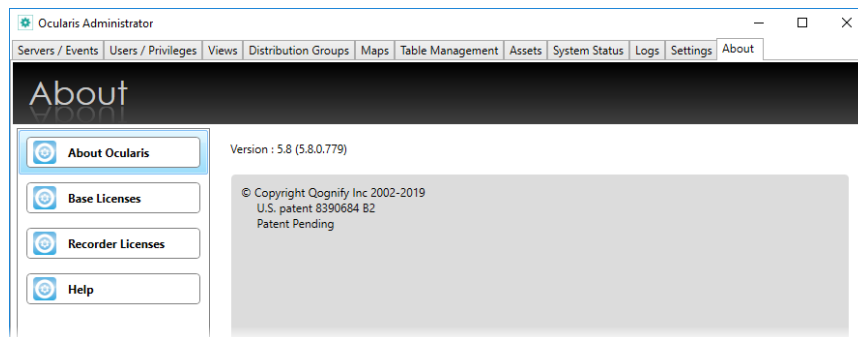 Ocularis Administrator
Servers / Events Users / Privileges Views Distribution Groups Maps Table Management Assets System Status Logs Settings About
About
About Ocularis
Version : 5.8 (5.8.0.779)
Base Licenses
© Copyright Qognify Inc 2002-2019
U.S. patent 8390684 B2
Patent Pending
Recorder Licenses
Help